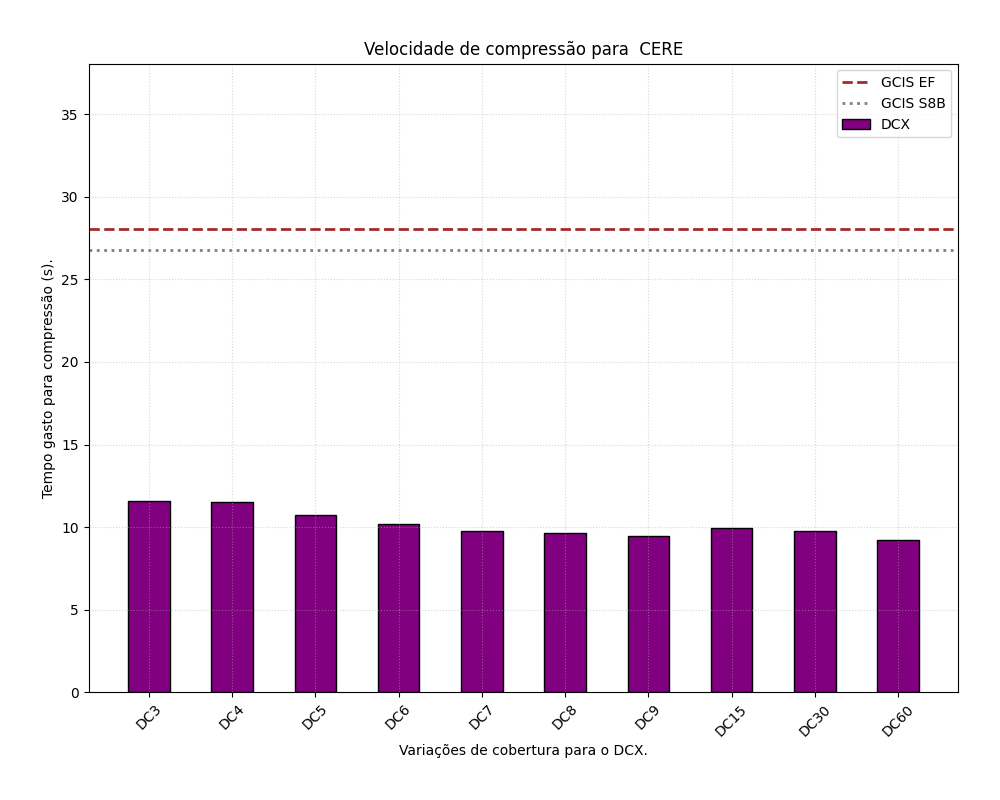 Velocidade de compressão para  CERE
GCIS EF
GCIS S8B
DCX
Tempo gasto para compressão (s).
35
30
25
20
15
10
5
0
DC3
DC4
DC5
DC6
DC7
DC8
DC9
DC15
DC30
DC60
Variações de cobertura para o DCX.